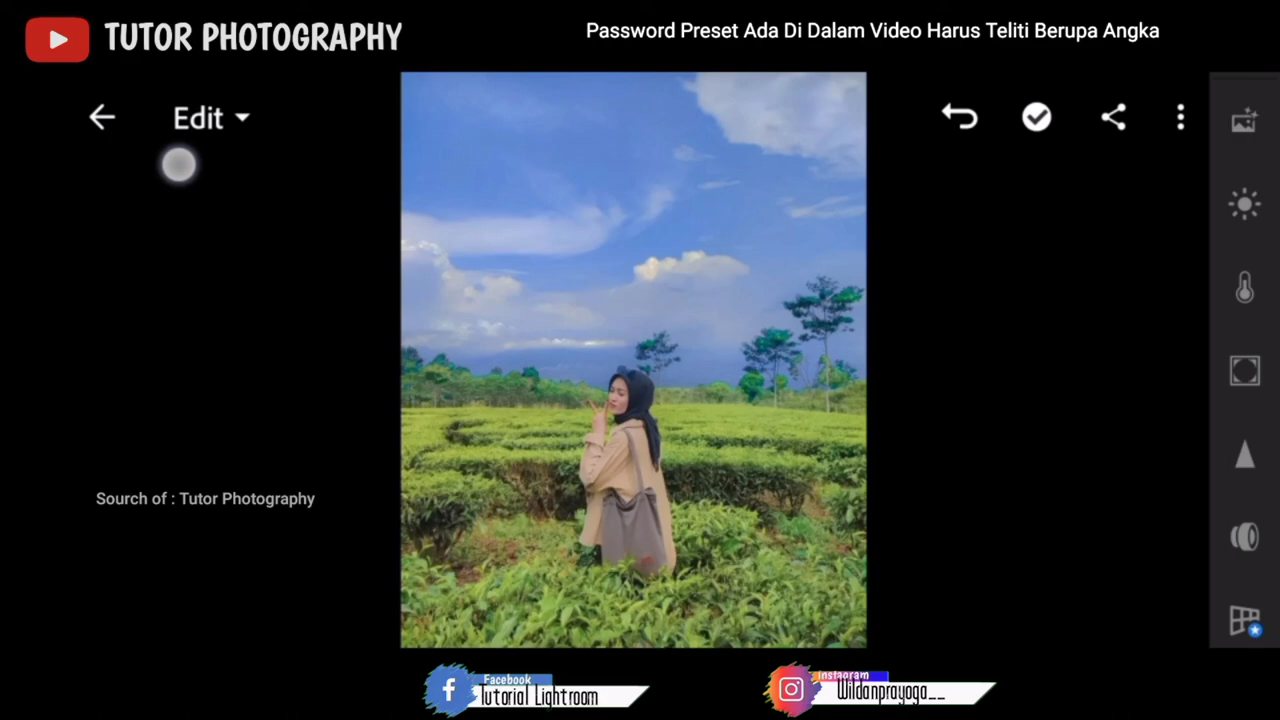 TUTOR PHOTOGRAPHY
Password Preset Ada Di Dalam Video Harus Teliti Berupa Angka
Edit
Sourch of : Tutor Photography
Facebook
Tutorial Lightroom
instagram
Wildanprayoga__